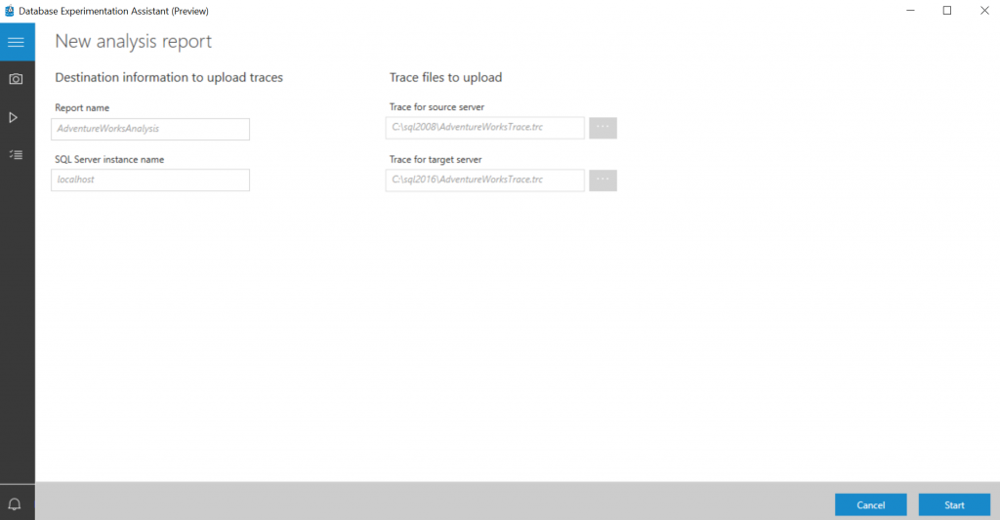 Database Experimentation Assistant (Preview)
New analysis report
Destination information to upload traces
Report name
AdventureWorksAnalysis
SQL Server instance name
localhost
Trace files to upload
Trace for source server
C:\sql2008\AdventureWorksTrace.trc
...
Trace for target server
C:\sql2016\AdventureWorksTrace.trc
...
Cancel
Start